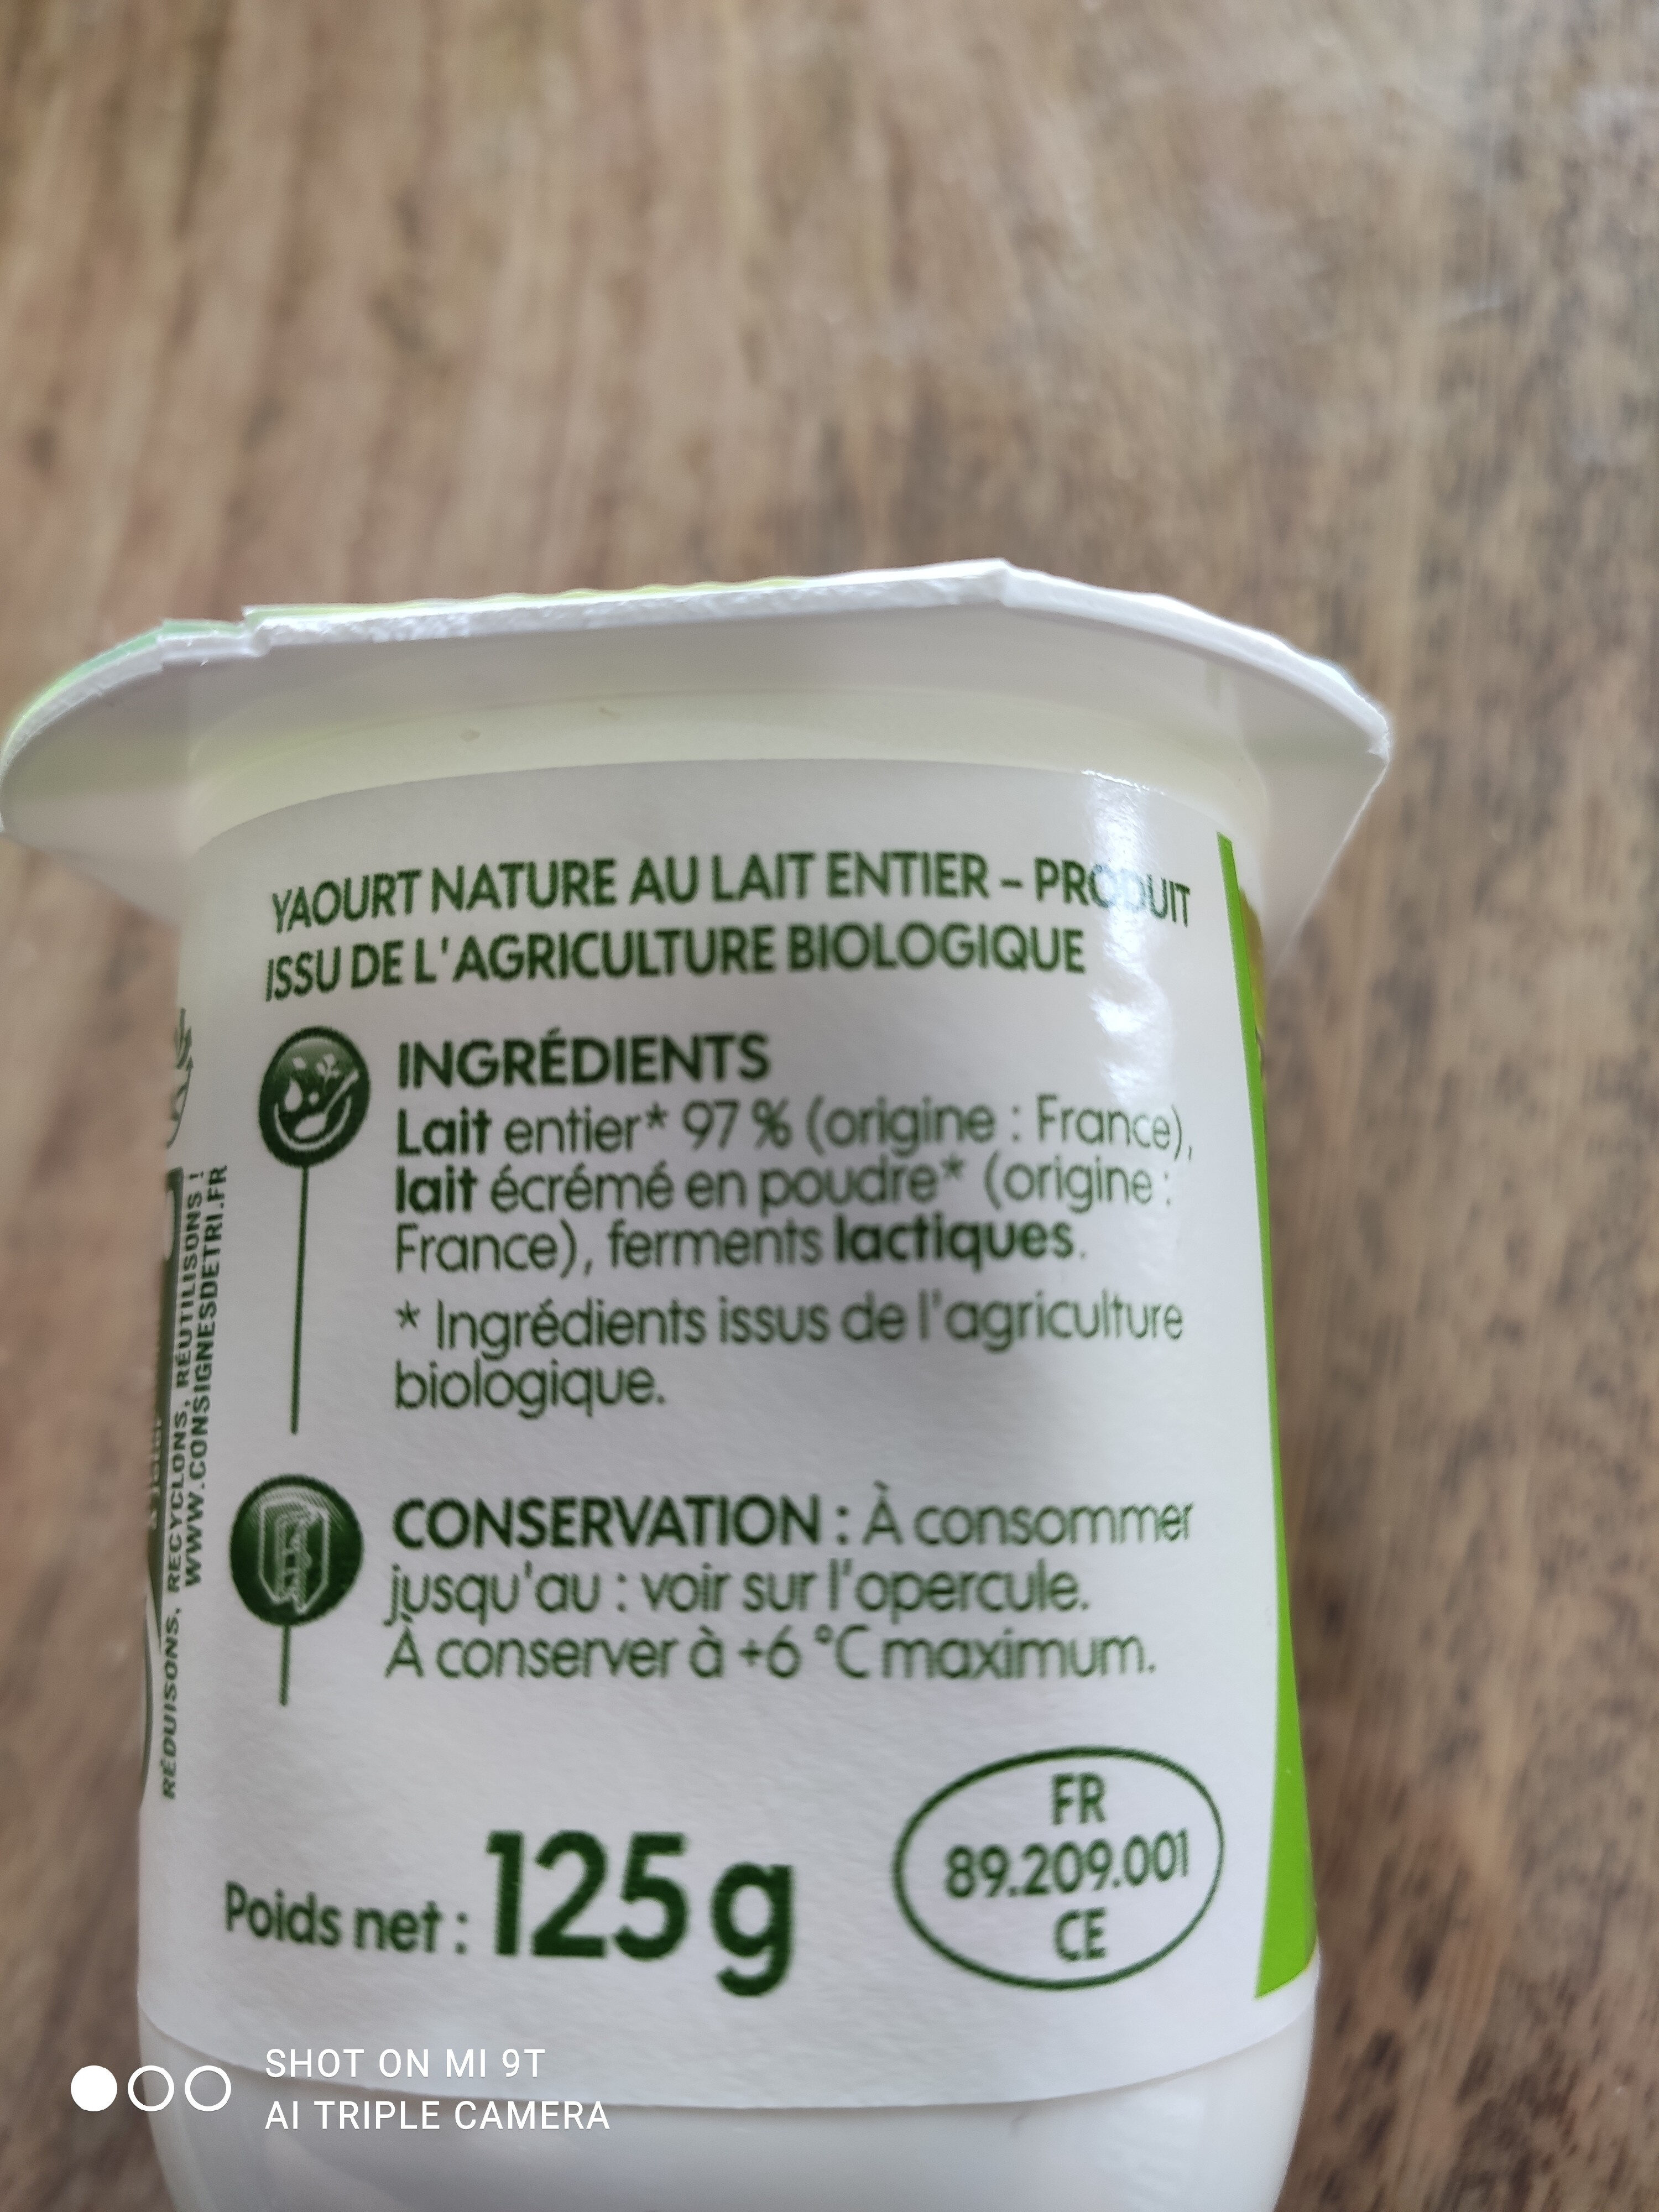 YAOURT NATURE AU LAIT ENTIER – PRODUIT
ISSU DE L'AGRICULTURE BIOLOGIQUE
INGRÉDIENTS
Lait entier* 97 % (origine : France),
lait écrémé en poudre* (origine :
France), ferments lactiques.
* Ingrédients issus de l'agriculture
biologique.
CONSERVATION : À consommer
jusqu'au : voir sur l'opercule.
À conserver à +6 °C maximum.
Poids net : 125 g
FR
89.209.001
CE
RÉDUISONS, RECYCLONS, RÉUTILISONS !
WWW.CONSIGNESDETRI.FR
SHOT ON MI 9T
AI TRIPLE CAMERA